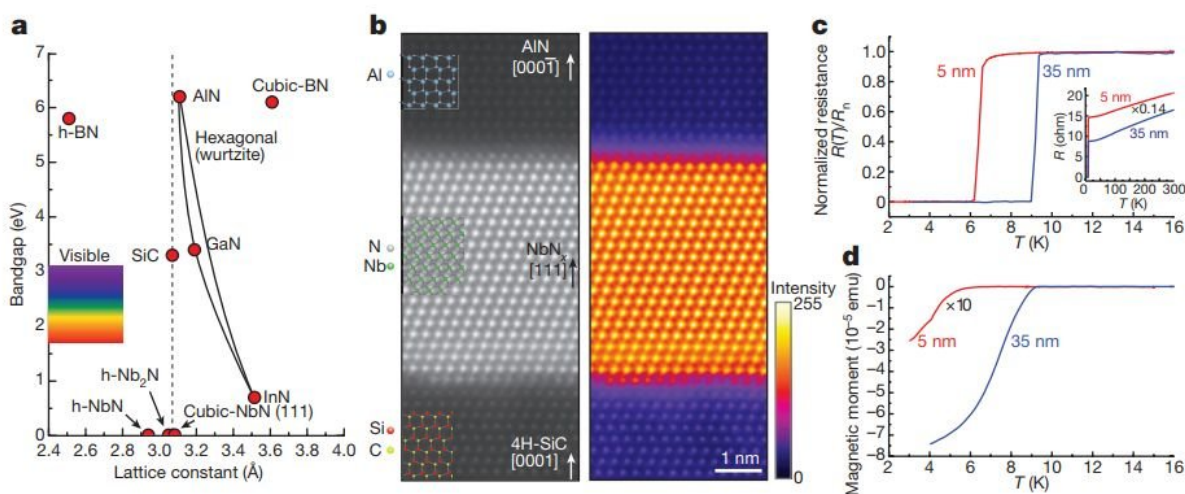 a
Bandgap (eV)
7
6
5
4
3
2
1
0
2.4 2.6 2.8 3.0 3.2 3.4 3.6 3.8 4.0
Lattice constant (Å)
h-BN
AlN
Cubic-BN
Hexagonal
(wurtzite)
SiC
GaN
Visible
InN
h-Nb2N
h-NbN
Cubic-NbN (111)
b
Al
N
Nb
Si
C
AlN
[0001̄]
NbNx
[111]
4H-SiC
[0001]
1 nm
Intensity
255
0
c
Normalized resistance
R(T)/Rn
1.0
0.8
0.6
0.4
0.2
0
2 4 6 8 10 12 14 16
T (K)
5 nm
35 nm
R (ohm)
20
15
10
5
0
5 nm
×0.14
35 nm
0 100 200 300
T (K)
d
Magnetic moment (10⁻⁵ emu)
0
−1
−2
−3
−4
−5
−6
−7
−8
2 4 6 8 10 12 14 16
T (K)
×10
5 nm
35 nm